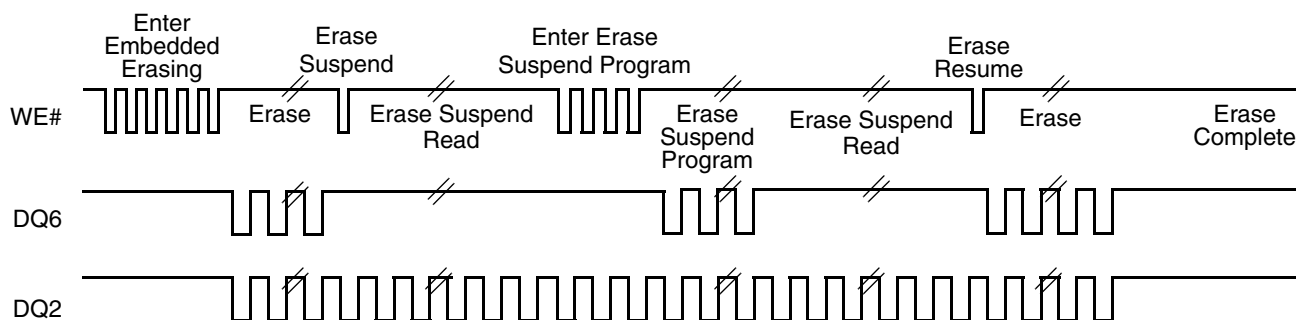 Enter
Embedded
Erasing
Erase
Suspend
Enter Erase
Suspend Program
Erase
Resume
WE#
Erase
Erase Suspend
Read
Erase
Suspend
Program
Erase Suspend
Read
Erase
Erase
Complete
DQ6
DQ2